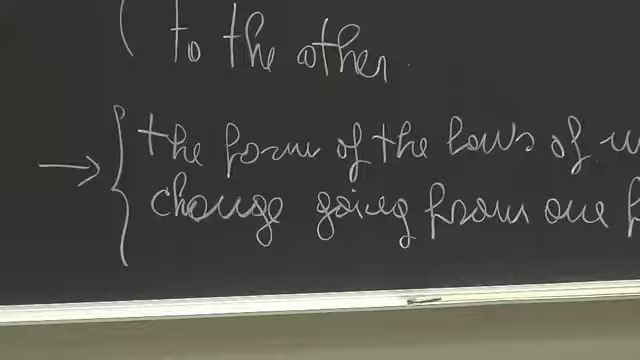 to the other
the form of the laws of
change going from one